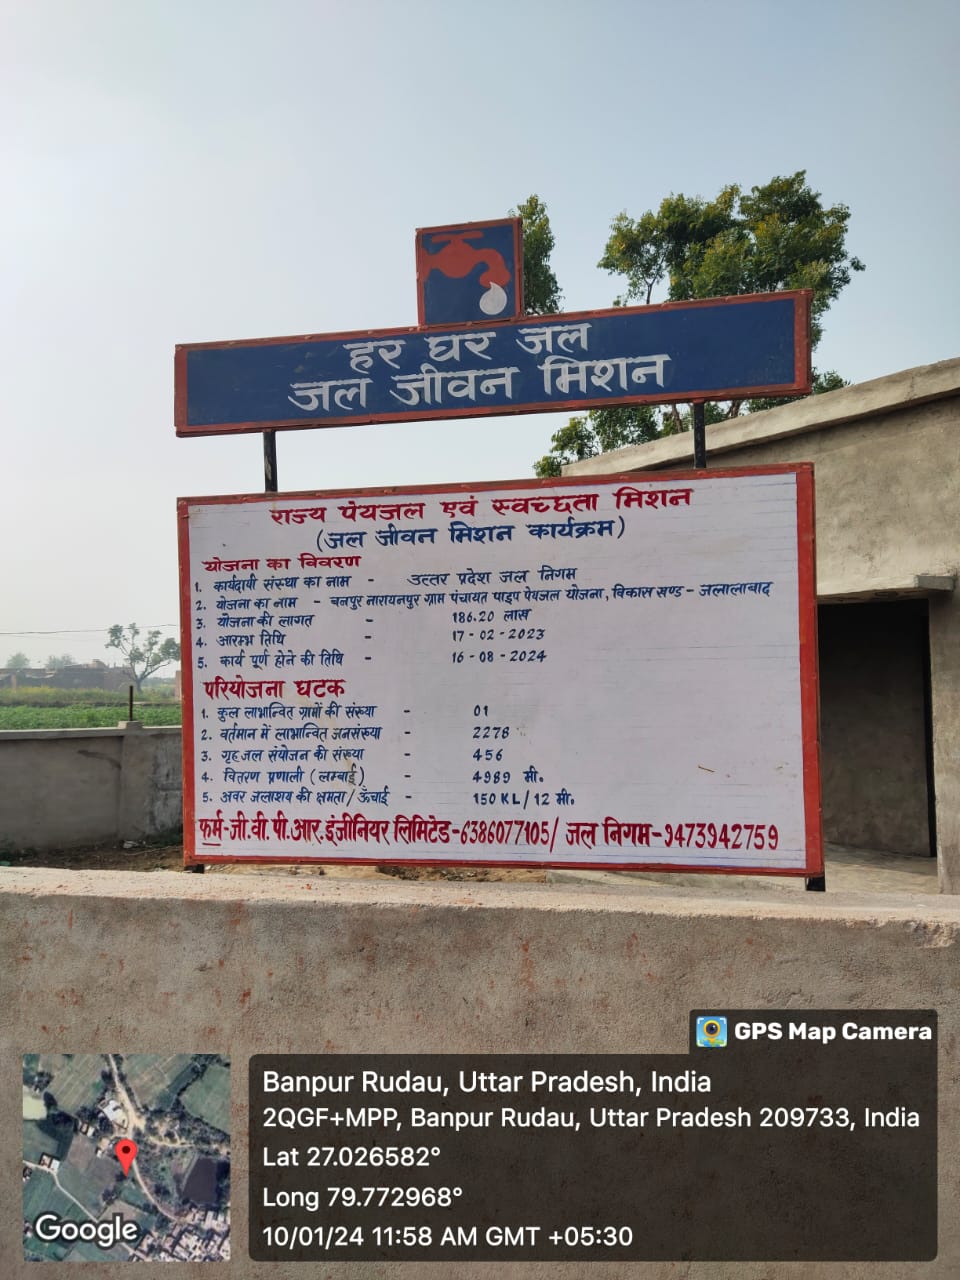 हर घर जल
जल जीवन मिशन
राज्य पेयजल एवं स्वच्छता मिशन
(जल जीवन मिशन कार्यक्रम)
योजना का विवरण
1. कार्यदायी संस्था का नाम - उत्तर प्रदेश जल निगम
2. योजना का नाम - बनपुर नारायनपुर ग्राम पंचायत पाइप पेयजल योजना, विकास खण्ड - जलालाबाद
3. योजना की लागत - 186.20 लाख
4. आरम्भ तिथि - 17-02-2023
5. कार्य पूर्ण होने की तिथि - 16-08-2024
परियोजना घटक
1. कुल लाभान्वित ग्रामों की संख्या - 01
2. वर्तमान में लाभान्वित जनसंख्या - 2278
3. गृह जल संयोजन की संख्या - 456
4. वितरण प्रणाली (लम्बाई) - 4989 मी.
5. अवर जलाशय की क्षमता/ऊँचाई - 150 KL/12 मी.
फर्म-जी.वी.पी.आर.इंजीनियर लिमिटेड-6386077105/ जल निगम-9473942759
GPS Map Camera
Banpur Rudau, Uttar Pradesh, India
2QGF+MPP, Banpur Rudau, Uttar Pradesh 209733, India
Lat 27.026582°
Long 79.772968°
10/01/24 11:58 AM GMT +05:30
Google